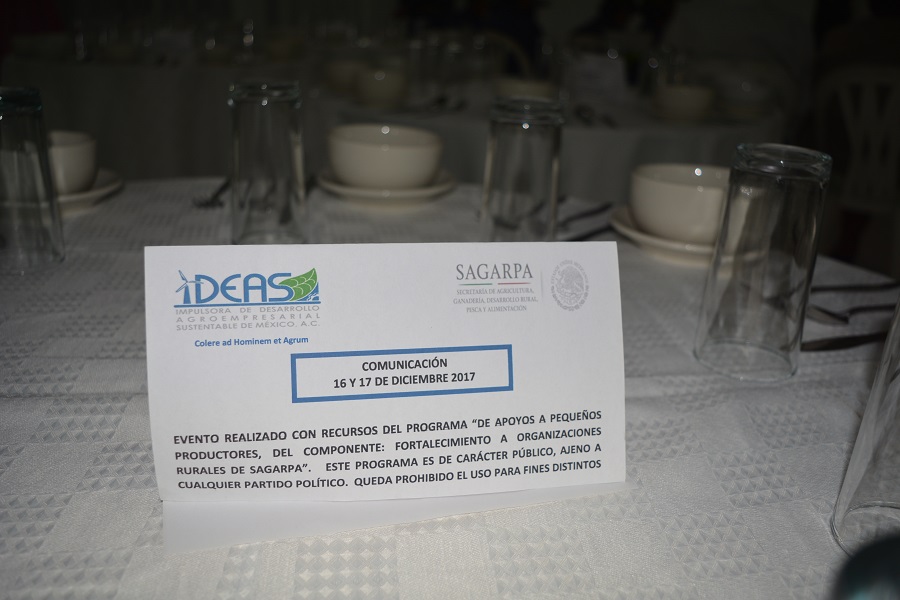 IDEAS
IMPULSORA DE DESARROLLO
AGROEMPRESARIAL
SUSTENTABLE DE MÉXICO, A.C.
Colere ad Hominem et Agrum
SAGARPA
SECRETARÍA DE AGRICULTURA,
GANADERÍA, DESARROLLO RURAL,
PESCA Y ALIMENTACIÓN
COMUNICACIÓN
16 Y 17 DE DICIEMBRE 2017
EVENTO REALIZADO CON RECURSOS DEL PROGRAMA “DE APOYOS A PEQUEÑOS
PRODUCTORES, DEL COMPONENTE: FORTALECIMIENTO A ORGANIZACIONES
RURALES DE SAGARPA”. ESTE PROGRAMA ES DE CARÁCTER PÚBLICO, AJENO A
CUALQUIER PARTIDO POLÍTICO. QUEDA PROHIBIDO EL USO PARA FINES DISTINTOS